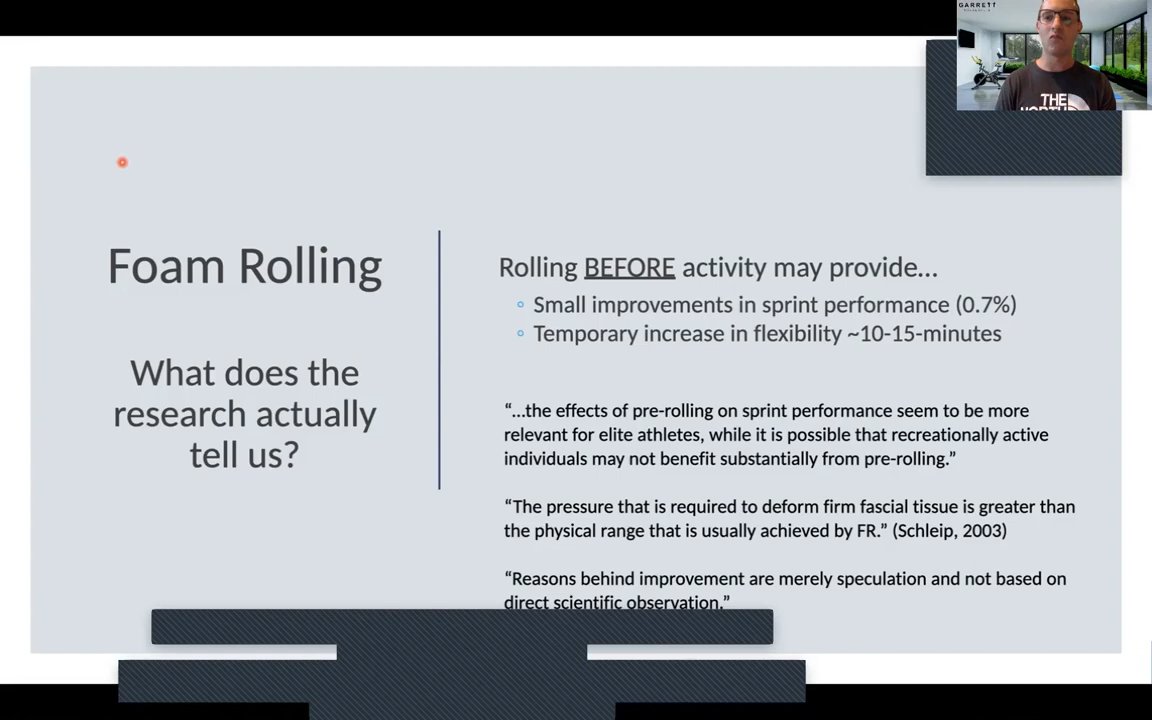 GARRETT
THE
NORTH
Foam Rolling
What does the
research actually
tell us?
Rolling BEFORE activity may provide…
Small improvements in sprint performance (0.7%)
Temporary increase in flexibility ~10-15-minutes
“…the effects of pre-rolling on sprint performance seem to be more
relevant for elite athletes, while it is possible that recreationally active
individuals may not benefit substantially from pre-rolling.”
“The pressure that is required to deform firm fascial tissue is greater than
the physical range that is usually achieved by FR.” (Schleip, 2003)
“Reasons behind improvement are merely speculation and not based on
direct scientific observation.”